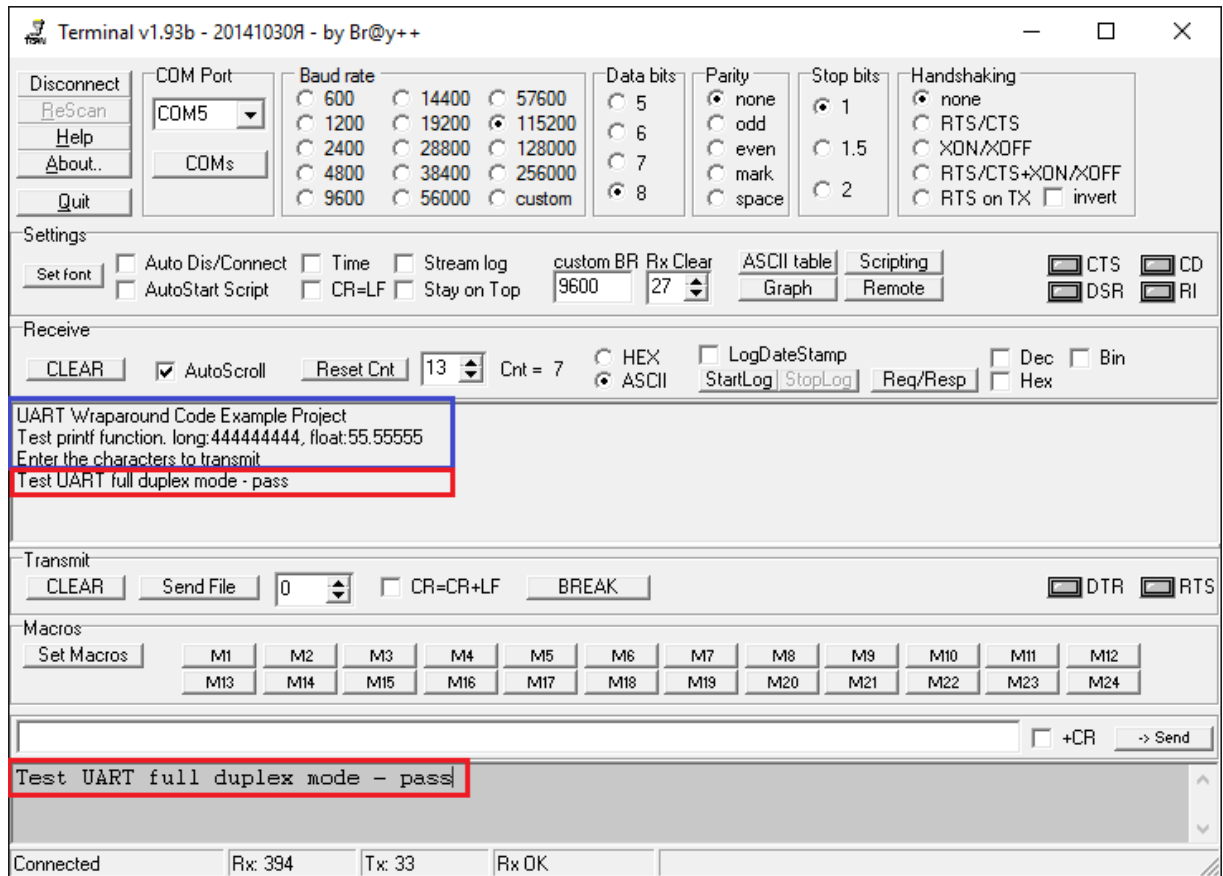 Terminal v1.93b - 20141030Я - by Br@y++
Disconnect
ReScan
Help
About..
Quit
COM Port
COM5
COMs
Baud rate
600 14400 57600
1200 19200 115200
2400 28800 128000
4800 38400 256000
9600 56000 custom
Data bits
5
6
7
8
Parity
none
odd
even
mark
space
Stop bits
1
1.5
2
Handshaking
none
RTS/CTS
XON/XOFF
RTS/CTS+XON/XOFF
RTS on TX invert
Settings
Set font
Auto Dis/Connect Time Stream log
AutoStart Script CR=LF Stay on Top
custom BR Rx Clear
9600 27
ASCII table Scripting
Graph Remote
CTS CD
DSR RI
Receive
CLEAR AutoScroll Reset Cnt 13 Cnt = 7
HEX
ASCII
LogDateStamp
StartLog StopLog Req/Resp
Dec Bin
Hex
UART Wraparound Code Example Project
Test printf function. long:444444444, float:55.55555
Enter the characters to transmit
Test UART full duplex mode - pass
Transmit
CLEAR Send File 0 CR=CR+LF BREAK DTR RTS
Macros
Set Macros M1 M2 M3 M4 M5 M6 M7 M8 M9 M10 M11 M12
M13 M14 M15 M16 M17 M18 M19 M20 M21 M22 M23 M24
+CR -> Send
Test UART full duplex mode - pass
Connected Rx: 394 Tx: 33 Rx OK